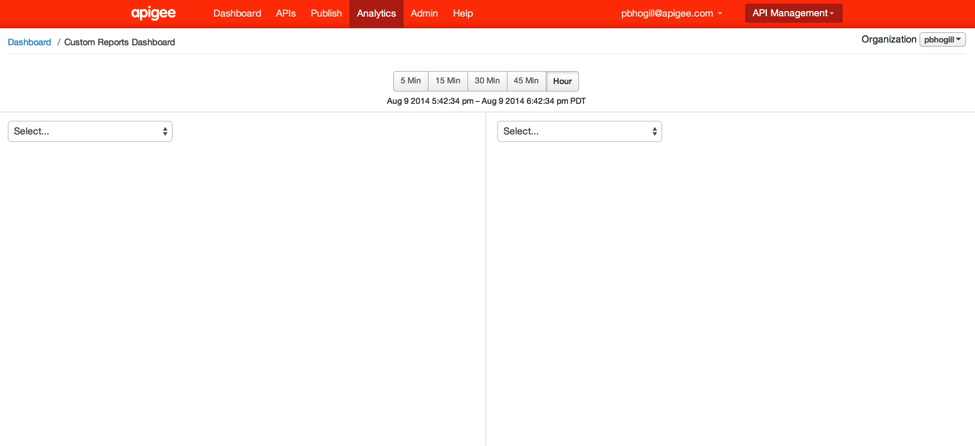 apigee Dashboard APIs Publish Analytics Admin Help pbhogill@apigee.com API Management
Dashboard / Custom Reports Dashboard Organization pbhogill
5 Min 15 Min 30 Min 45 Min Hour
Aug 9 2014 5:42:34 pm – Aug 9 2014 6:42:34 pm PDT
Select... Select...